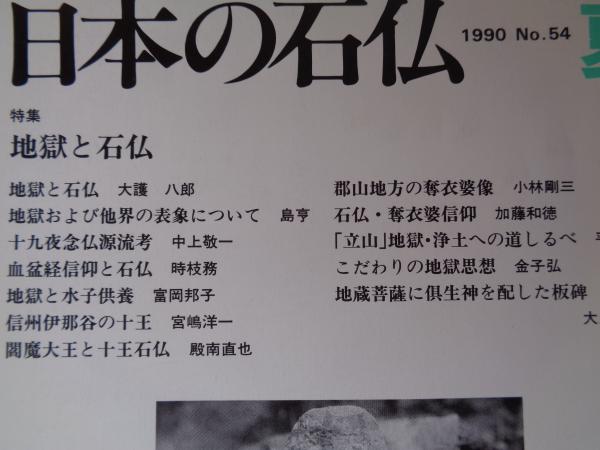 日本の石仏 1990 No.54
特集
地獄と石仏
地獄と石仏 大護 八郎
地獄および他界の表象について 島亨
十九夜念仏源流考 中上敬一
血盆経信仰と石仏 時枝務
地獄と水子供養 富岡邦子
信州伊那谷の十王 宮嶋洋一
閻魔大王と十王石仏 殿南直也
郡山地方の奪衣婆像 小林剛三
石仏・奪衣婆信仰 加藤和徳
「立山」地獄・浄土への道しるべ
こだわりの地獄思想 金子弘
地蔵菩薩に倶生神を配した板碑
大